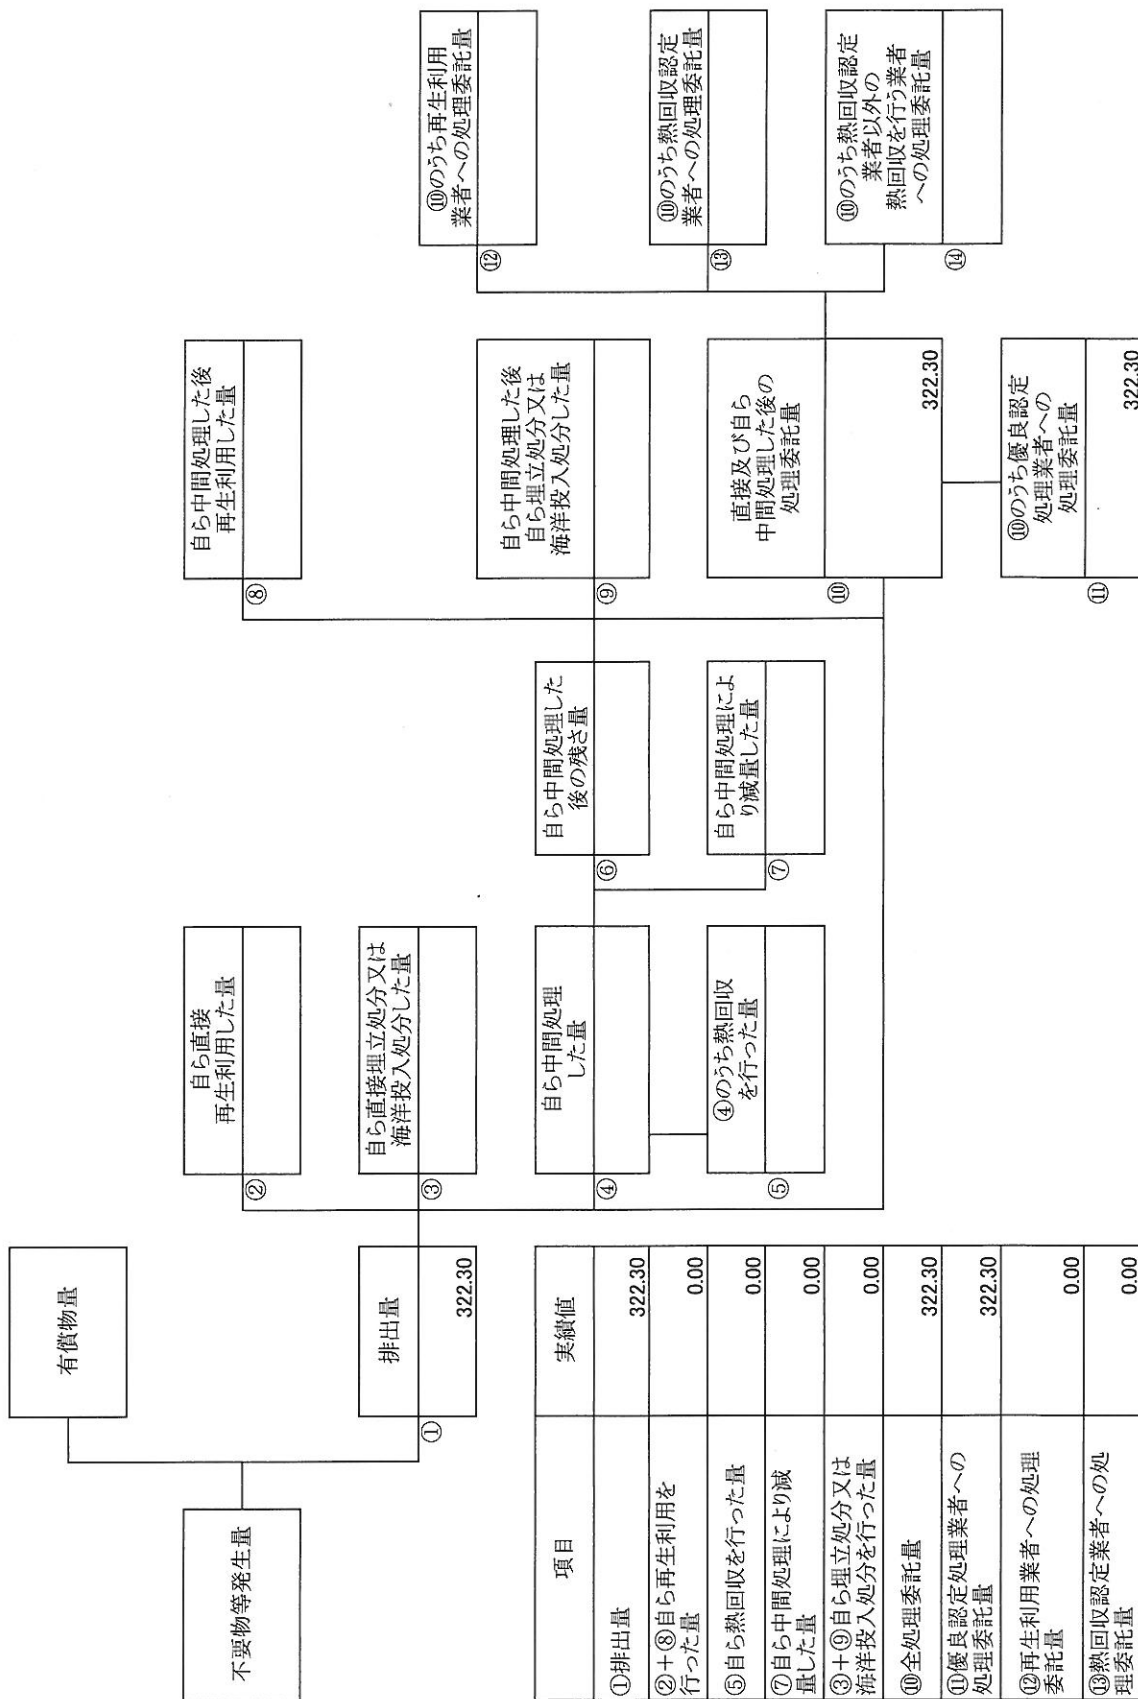 不要物等発生量
有償物量
排出量
①
322.30
自ら直接
再生利用した量
②
自ら直接埋立処分又は
海洋投入処分した量
③
自ら中間処理
した量
④
④のうち熱回収
を行った量
⑤
自ら中間処理した
後の残さ量
⑥
自ら中間処理によ
り減量した量
⑦
自ら中間処理した後
再生利用した量
⑧
自ら中間処理した後
自ら埋立処分又は
海洋投入処分した量
⑨
直接及び自ら
中間処理した後の
処理委託量
⑩
322.30
⑩のうち優良認定
処理業者への
処理委託量
⑪
322.30
⑩のうち再生利用
業者への処理委託量
⑫
⑩のうち熱回収認定
業者への処理委託量
⑬
⑩のうち熱回収認定
業者以外の
熱回収を行う業者
への処理委託量
⑭
項目
実績値
①排出量
322.30
②+⑧自ら再生利用を
行った量
0.00
⑤自ら熱回収を行った量
0.00
⑦自ら中間処理により減
量した量
0.00
③+⑨自ら埋立処分又は
海洋投入処分を行った量
0.00
⑩全処理委託量
322.30
⑪優良認定処理業者への
処理委託量
322.30
⑫再生利用業者への処理
委託量
0.00
⑬熱回収認定業者への処
理委託量
0.00